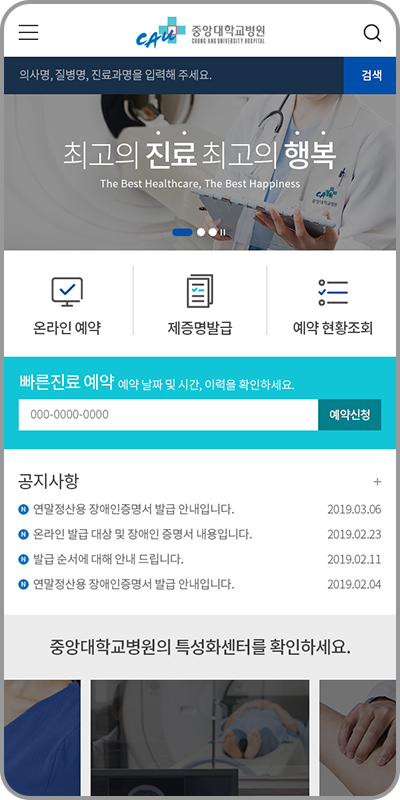 CAU 중앙대학교병원
CHUNG-ANG UNIVERSITY HOSPITAL
의사명, 질병명, 진료과명을 입력해 주세요.
검색
최고의 진료 최고의 행복
The Best Healthcare, The Best Happiness
CAU
중앙대학교병원
온라인 예약
제증명발급
예약 현황조회
빠른진료 예약 예약 날짜 및 시간, 이력을 확인하세요.
000-0000-0000
예약신청
공지사항 +
N 연말정산용 장애인증명서 발급 안내입니다. 2019.03.06
N 온라인 발급 대상 및 장애인 증명서 내용입니다. 2019.02.23
N 발급 순서에 대해 안내 드립니다. 2019.02.11
N 연말정산용 장애인증명서 발급 안내입니다. 2019.02.04
중앙대학교병원의 특성화센터를 확인하세요.